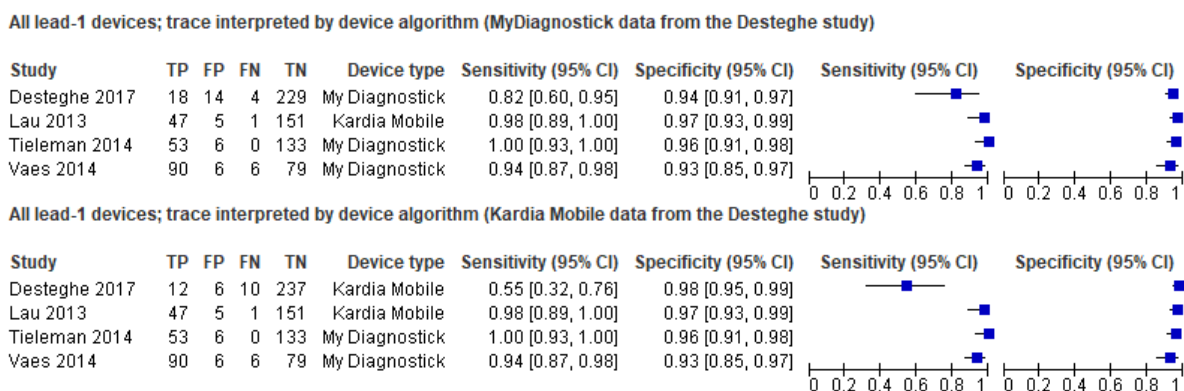 All lead-1 devices; trace interpreted by device algorithm (MyDiagnostick data from the Desteghe study)
Study TP FP FN TN Device type Sensitivity (95% CI) Specificity (95% CI) Sensitivity (95% CI) Specificity (95% CI)
Desteghe 2017 18 14 4 229 My Diagnostick 0.82 [0.60, 0.95] 0.94 [0.91, 0.97]
Lau 2013 47 5 1 151 Kardia Mobile 0.98 [0.89, 1.00] 0.97 [0.93, 0.99]
Tieleman 2014 53 6 0 133 My Diagnostick 1.00 [0.93, 1.00] 0.96 [0.91, 0.98]
Vaes 2014 90 6 6 79 My Diagnostick 0.94 [0.87, 0.98] 0.93 [0.85, 0.97]
0 0.2 0.4 0.6 0.8 1 0 0.2 0.4 0.6 0.8 1
All lead-1 devices; trace interpreted by device algorithm (Kardia Mobile data from the Desteghe study)
Study TP FP FN TN Device type Sensitivity (95% CI) Specificity (95% CI) Sensitivity (95% CI) Specificity (95% CI)
Desteghe 2017 12 6 10 237 Kardia Mobile 0.55 [0.32, 0.76] 0.98 [0.95, 0.99]
Lau 2013 47 5 1 151 Kardia Mobile 0.98 [0.89, 1.00] 0.97 [0.93, 0.99]
Tieleman 2014 53 6 0 133 My Diagnostick 1.00 [0.93, 1.00] 0.96 [0.91, 0.98]
Vaes 2014 90 6 6 79 My Diagnostick 0.94 [0.87, 0.98] 0.93 [0.85, 0.97]
0 0.2 0.4 0.6 0.8 1 0 0.2 0.4 0.6 0.8 1